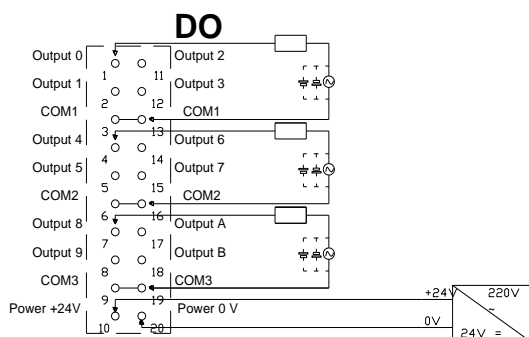 DO
Output 0 Output 2
1 11
Output 1 Output 3
2 12
COM1 COM1
3 13
Output 4 Output 6
4 14
Output 5 Output 7
5 15
COM2 COM2
6 16
Output 8 Output A
7 17
Output 9 Output B
8 18
COM3 COM3
9 19
Power +24V Power 0 V
10 20
+24V 220V
~
0V
24V =